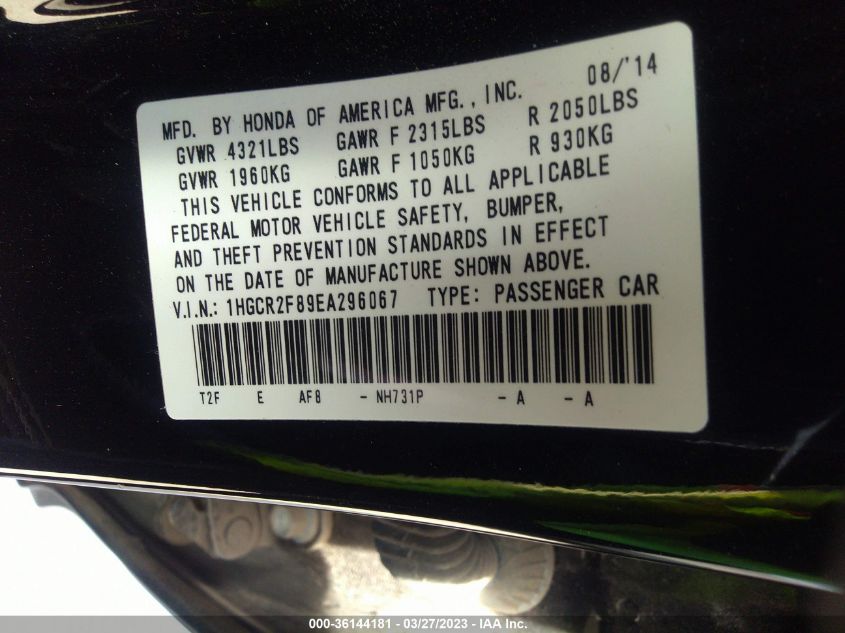 08/'14
MFD. BY HONDA OF AMERICA MFG., INC.
GVWR 4321LBS GAWR F 2315LBS R 2050LBS
GVWR 1960KG GAWR F 1050KG R 930KG
THIS VEHICLE CONFORMS TO ALL APPLICABLE
FEDERAL MOTOR VEHICLE SAFETY, BUMPER,
AND THEFT PREVENTION STANDARDS IN EFFECT
ON THE DATE OF MANUFACTURE SHOWN ABOVE.
V.I.N.: 1HGCR2F89EA296067 TYPE: PASSENGER CAR
T2F E AF8 - NH731P - A - A
000-36144181 - 03/27/2023 - IAA Inc.